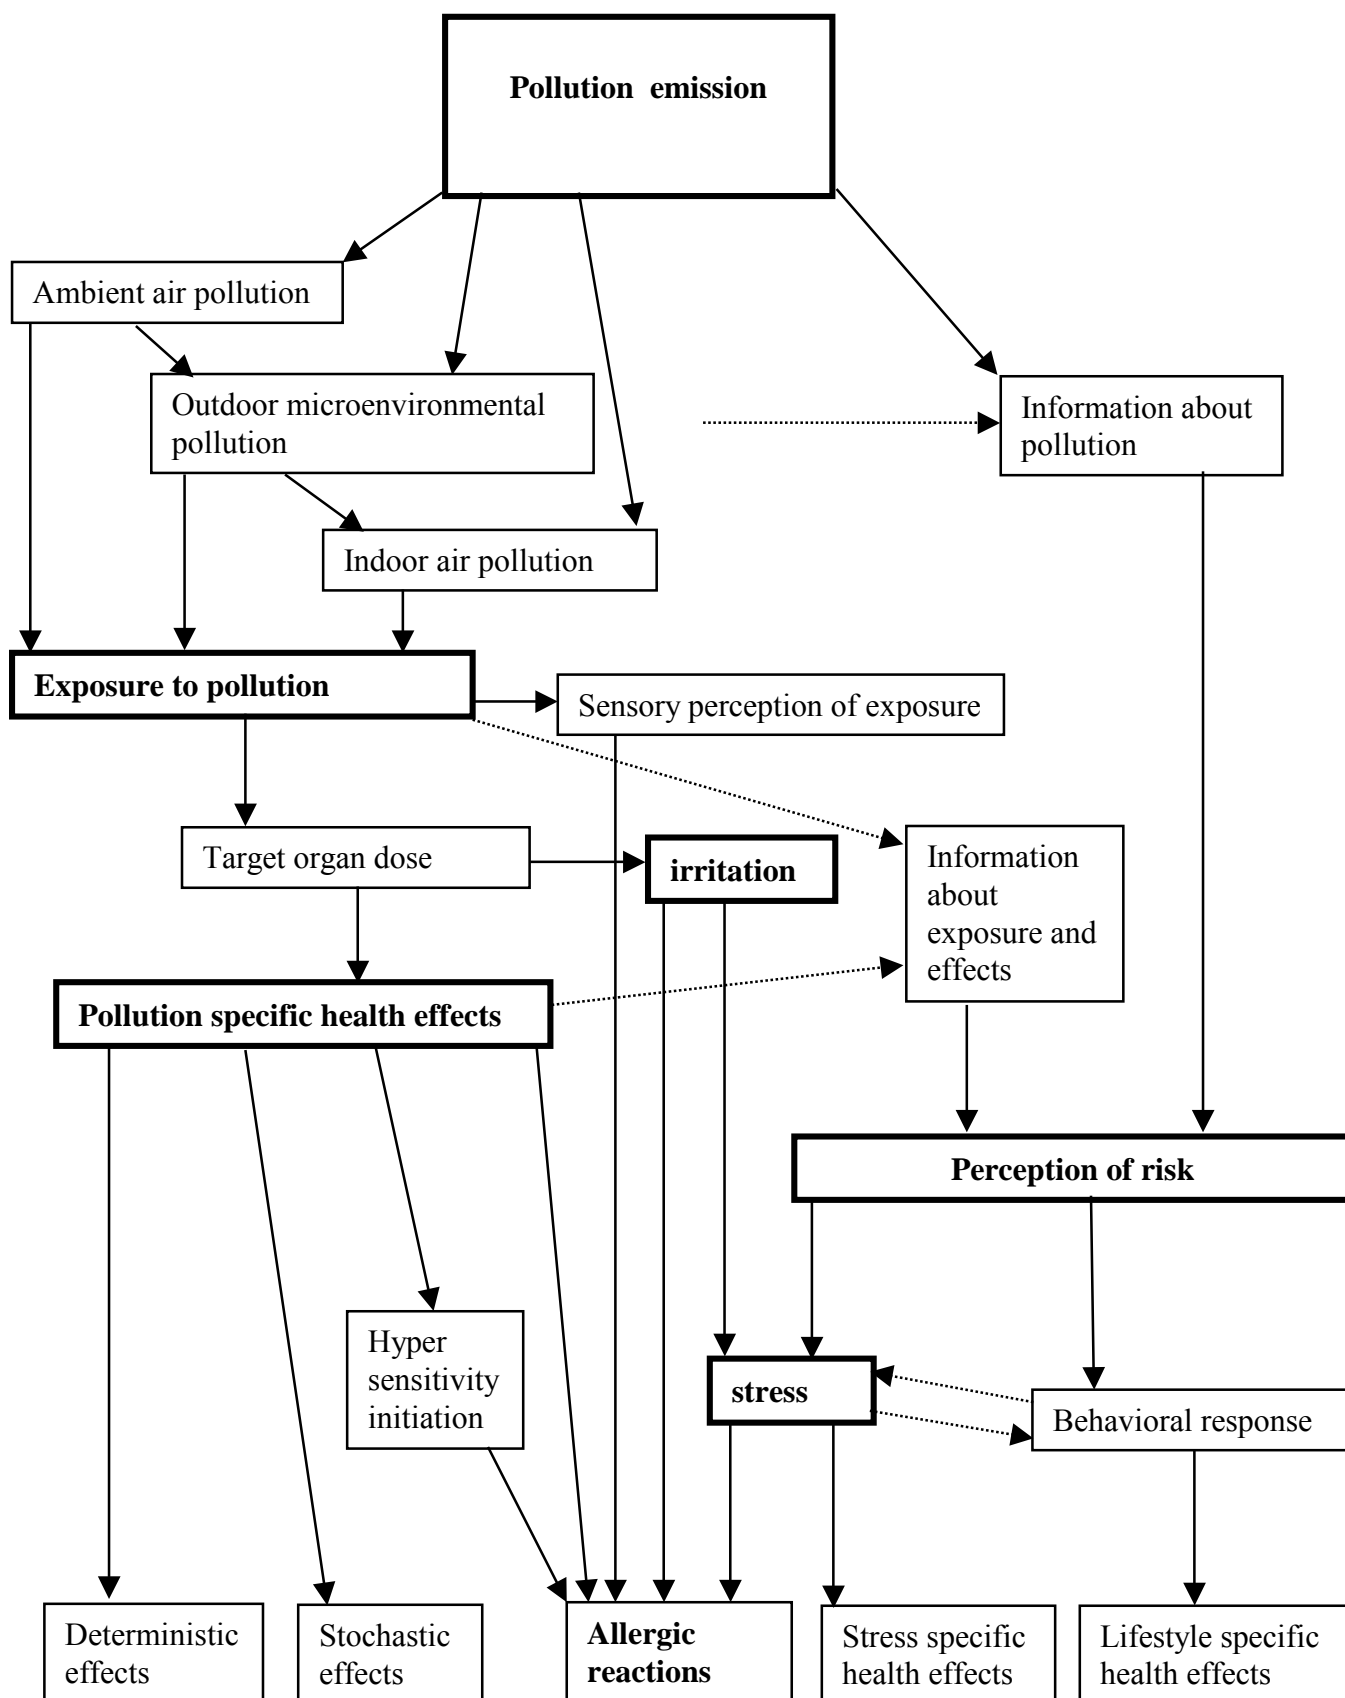 Pollution emission
Ambient air pollution
Outdoor microenvironmental
pollution
Information about
pollution
Indoor air pollution
Exposure to pollution
Sensory perception of exposure
Target organ dose
irritation
Information
about
exposure and
effects
Pollution specific health effects
Perception of risk
Hyper
sensitivity
initiation
stress
Behavioral response
Deterministic
effects
Stochastic
effects
Allergic
reactions
Stress specific
health effects
Lifestyle specific
health effects